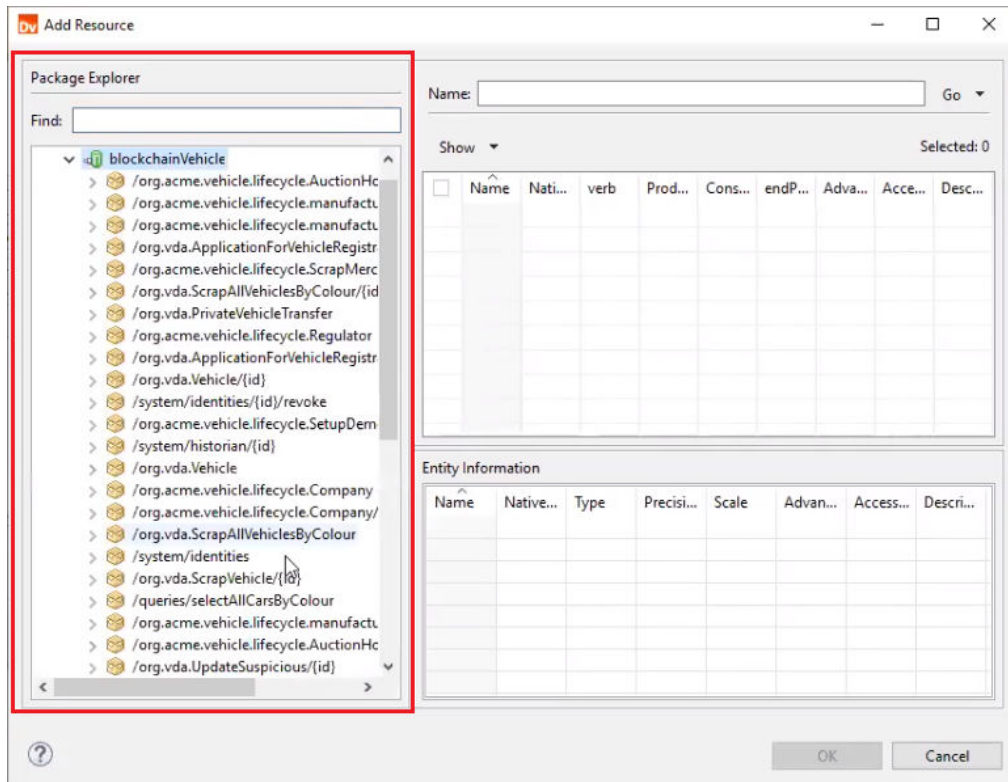 Dv Add Resource
Package Explorer
Find:
blockchainVehicle
/org.acme.vehicle.lifecycle.AuctionHo
/org.acme.vehicle.lifecycle.manufactu
/org.acme.vehicle.lifecycle.manufactu
/org.vda.ApplicationForVehicleRegistr
/org.acme.vehicle.lifecycle.ScrapMerc
/org.vda.ScrapAllVehiclesByColour/{id
/org.vda.PrivateVehicleTransfer
/org.acme.vehicle.lifecycle.Regulator
/org.vda.ApplicationForVehicleRegistr
/org.vda.Vehicle/{id}
/system/identities/{id}/revoke
/org.acme.vehicle.lifecycle.SetupDem
/system/historian/{id}
/org.vda.Vehicle
/org.acme.vehicle.lifecycle.Company
/org.acme.vehicle.lifecycle.Company/
/org.vda.ScrapAllVehiclesByColour
/system/identities
/org.vda.ScrapVehicle/{id}
/queries/selectAllCarsByColour
/org.acme.vehicle.lifecycle.manufactu
/org.acme.vehicle.lifecycle.AuctionHo
/org.vda.UpdateSuspicious/{id}
Name: Go
Show Selected: 0
Name Nati... verb Prod... Cons... endP... Adva... Acce... Desc...
Entity Information
Name Native... Type Precisi... Scale Advan... Access... Descri...
? OK Cancel